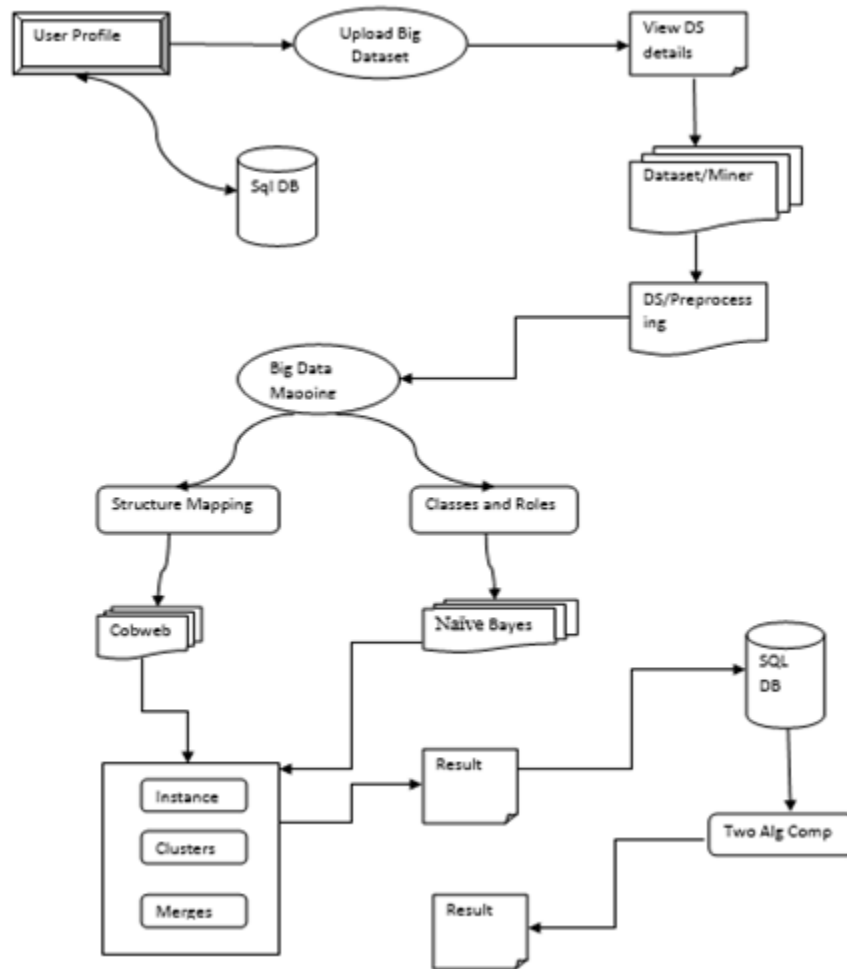 User Profile
Upload Big
Dataset
View DS
details
Sql DB
Dataset/Miner
DS/Preprocess
ing
Big Data
Mapping
Structure Mapping
Classes and Roles
Cobweb
Naïve Bayes
SQL
DB
Result
Instance
Clusters
Merges
Two Alg Comp
Result